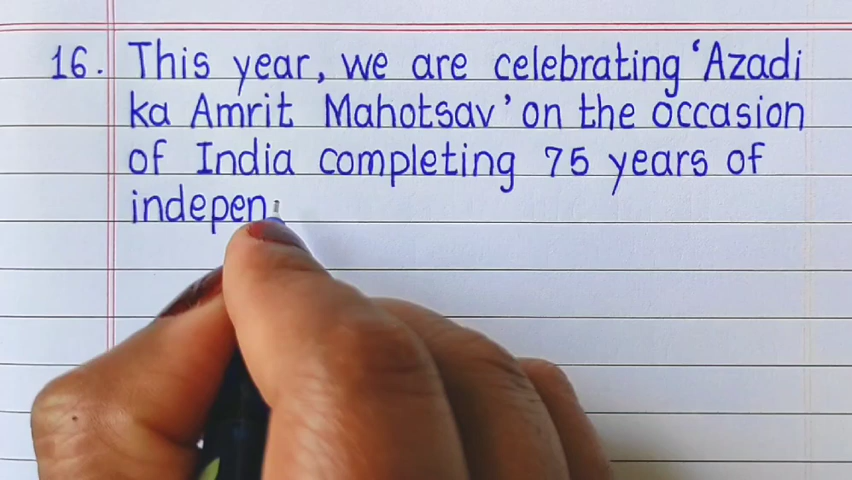 16. This year, we are celebrating ‘Azadi
ka Amrit Mahotsav’ on the occasion
of India completing 75 years of
indepen